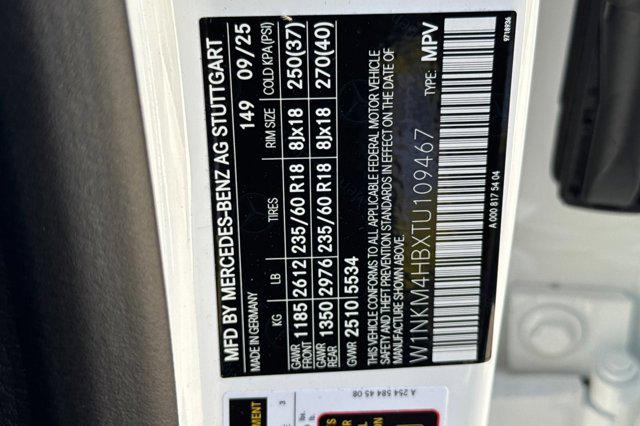 MFD BY MERCEDES-BENZ AG STUTTGART
MADE IN GERMANY 149 09/25
KG LB TIRES RIM SIZE COLD KPA(PSI)
GAWR FRONT 1185 2612 235/60 R18 8Jx18 250(37)
GAWR REAR 1350 2976 235/60 R18 8Jx18 270(40)
GVWR 2510 5534
THIS VEHICLE CONFORMS TO ALL APPLICABLE FEDERAL MOTOR VEHICLE
SAFETY AND THEFT PREVENTION STANDARDS IN EFFECT ON THE DATE OF
MANUFACTURE SHOWN ABOVE.
W1NKM4HBXTU109467 TYPE: MPV
A 000 817 54 04
9718936
A 254 584 45 08